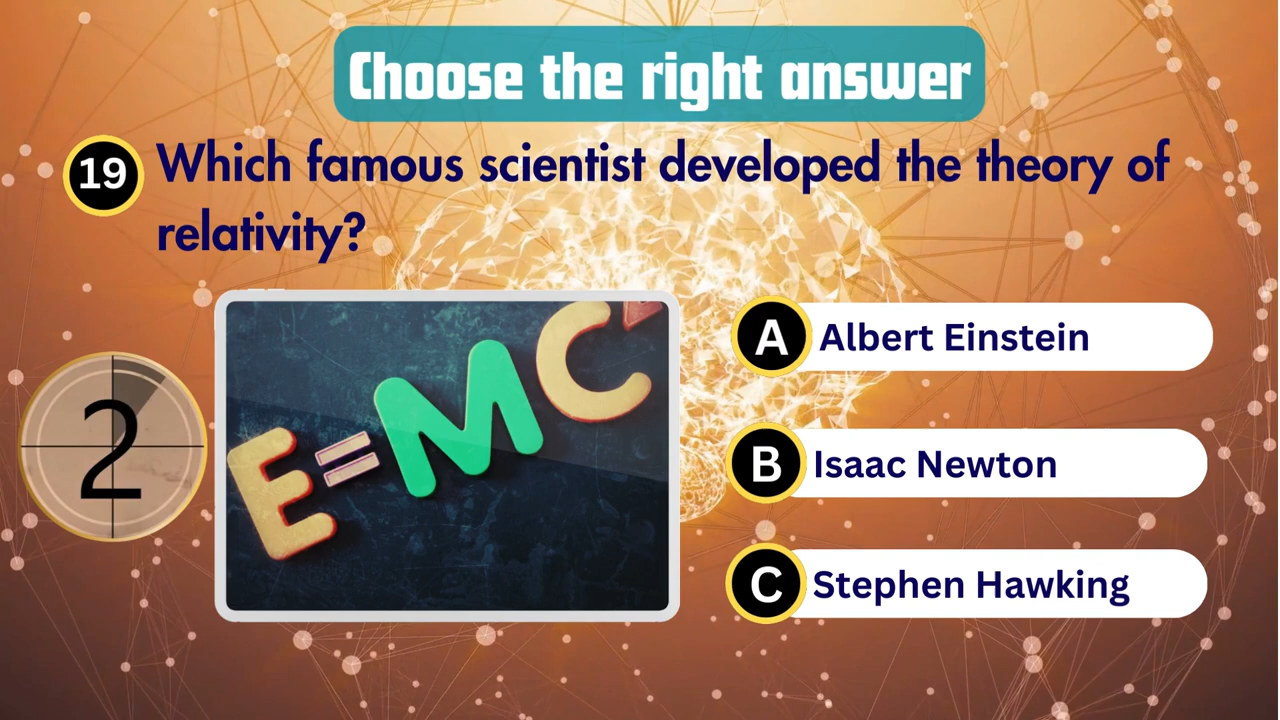 Choose the right answer
19 Which famous scientist developed the theory of
relativity?
E=MC
2
A Albert Einstein
B Isaac Newton
C Stephen Hawking